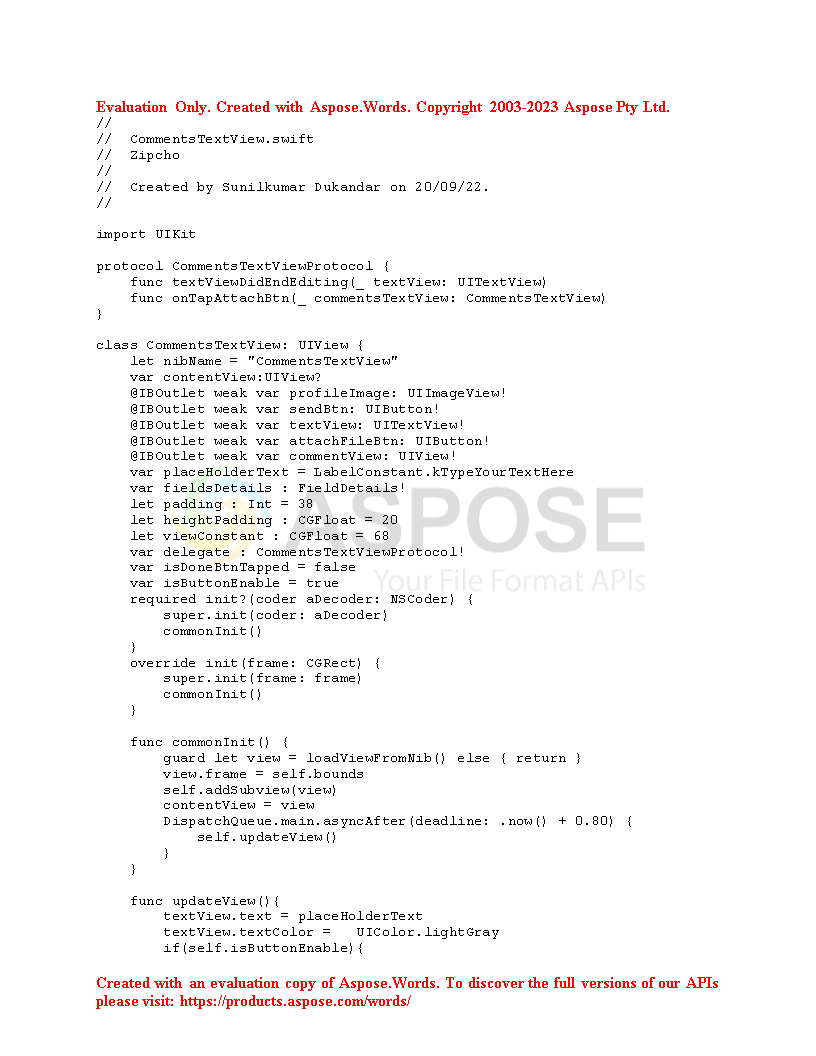 Evaluation Only. Created with Aspose.Words. Copyright 2003-2023 Aspose Pty Ltd.
//
//  CommentsTextView.swift
//  Zipcho
//
//  Created by Sunilkumar Dukandar on 20/09/22.
//

import UIKit

protocol CommentsTextViewProtocol {
    func textViewDidEndEditing(_ textView: UITextView)
    func onTapAttachBtn(_ commentsTextView: CommentsTextView)
}

class CommentsTextView: UIView {
    let nibName = "CommentsTextView"
    var contentView:UIView?
    @IBOutlet weak var profileImage: UIImageView!
    @IBOutlet weak var sendBtn: UIButton!
    @IBOutlet weak var textView: UITextView!
    @IBOutlet weak var attachFileBtn: UIButton!
    @IBOutlet weak var commentView: UIView!
    var placeHolderText = LabelConstant.kTypeYourTextHere
    var fieldsDetails : FieldDetails!
    let padding : Int = 38
    let heightPadding : CGFloat = 20
    let viewConstant : CGFloat = 68
    var delegate : CommentsTextViewProtocol!
    var isDoneBtnTapped = false
    var isButtonEnable = true
    required init?(coder aDecoder: NSCoder) {
        super.init(coder: aDecoder)
        commonInit()
    }
    override init(frame: CGRect) {
        super.init(frame: frame)
        commonInit()
    }

    func commonInit() {
        guard let view = loadViewFromNib() else { return }
        view.frame = self.bounds
        self.addSubview(view)
        contentView = view
        DispatchQueue.main.asyncAfter(deadline: .now() + 0.80) {
            self.updateView()
        }
    }

    func updateView(){
        textView.text = placeHolderText
        textView.textColor =   UIColor.lightGray
        if(self.isButtonEnable){
ASPOSE
Your File Format APIs
Created with an evaluation copy of Aspose.Words. To discover the full versions of our APIs
please visit: https://products.aspose.com/words/